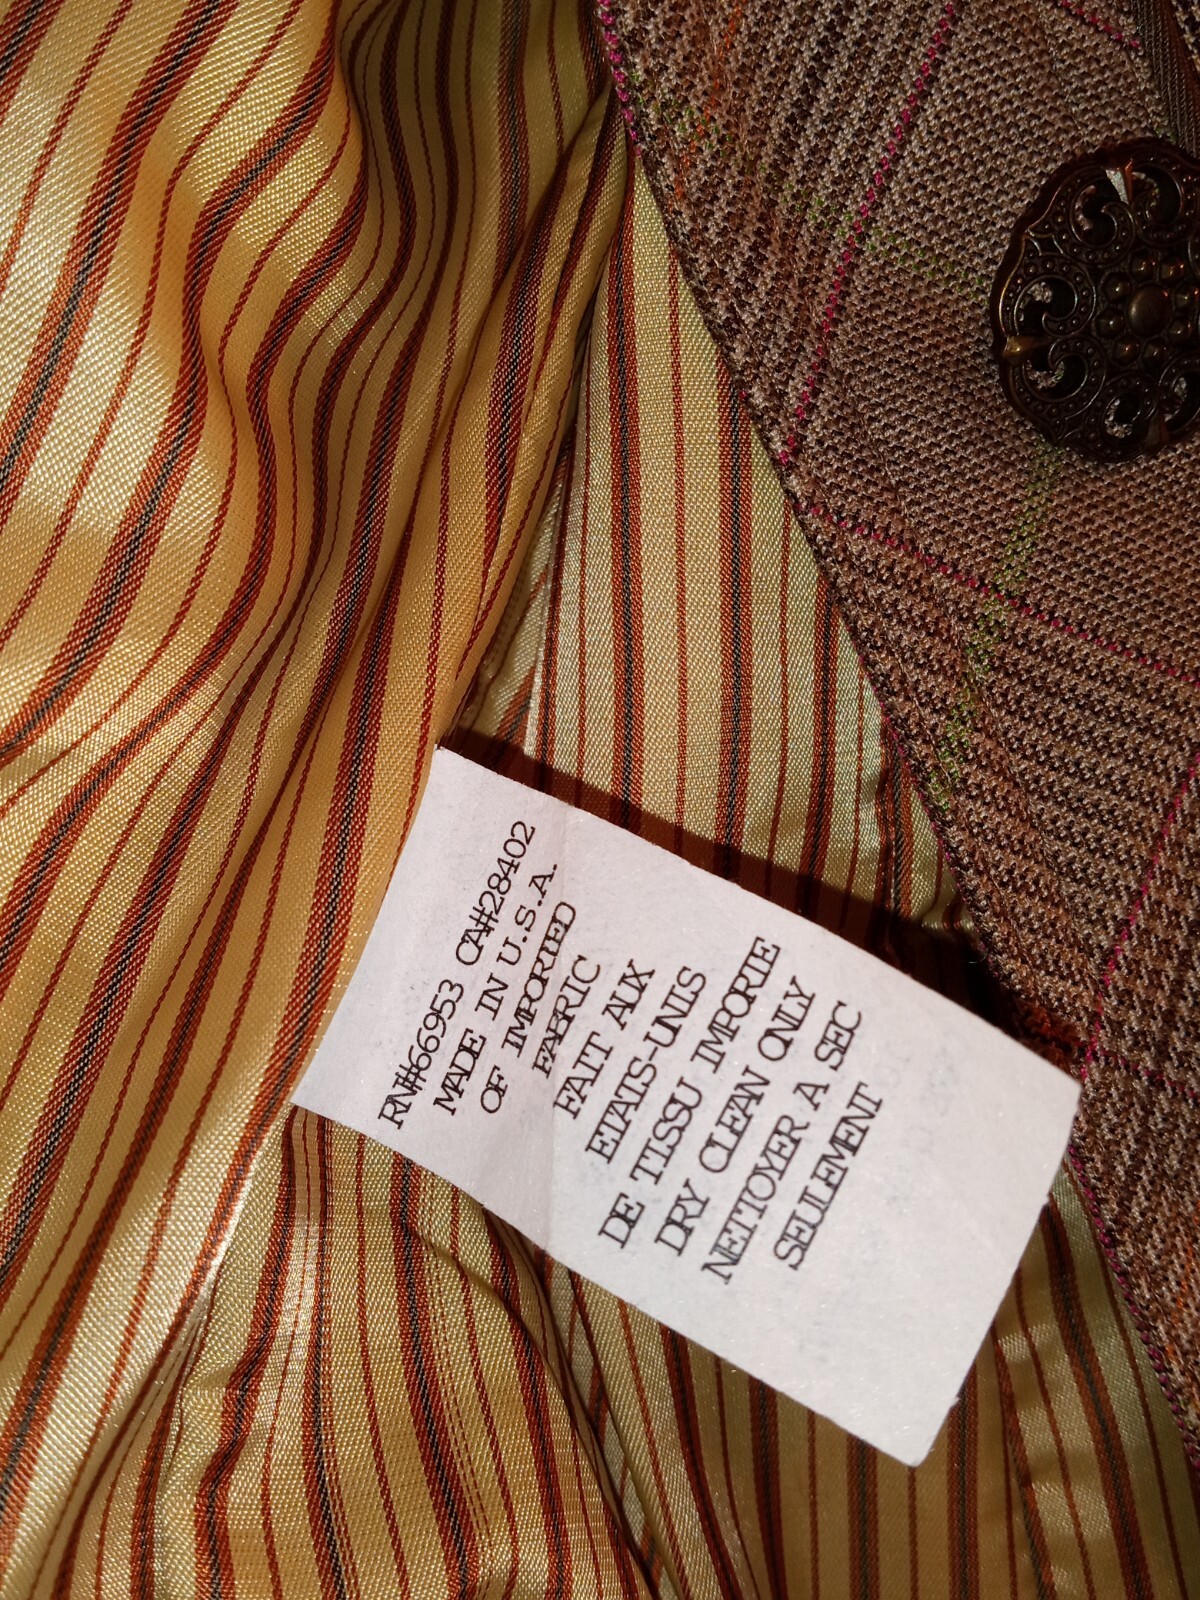 RN#66953 CA#28402
MADE IN U.S.A.
OF IMPORTED
FABRIC
FAIT AUX
ETATS-UNIS
DE TISSU IMPORTE
DRY CLEAN ONLY
NETTOYER A SEC
SEULEMENT